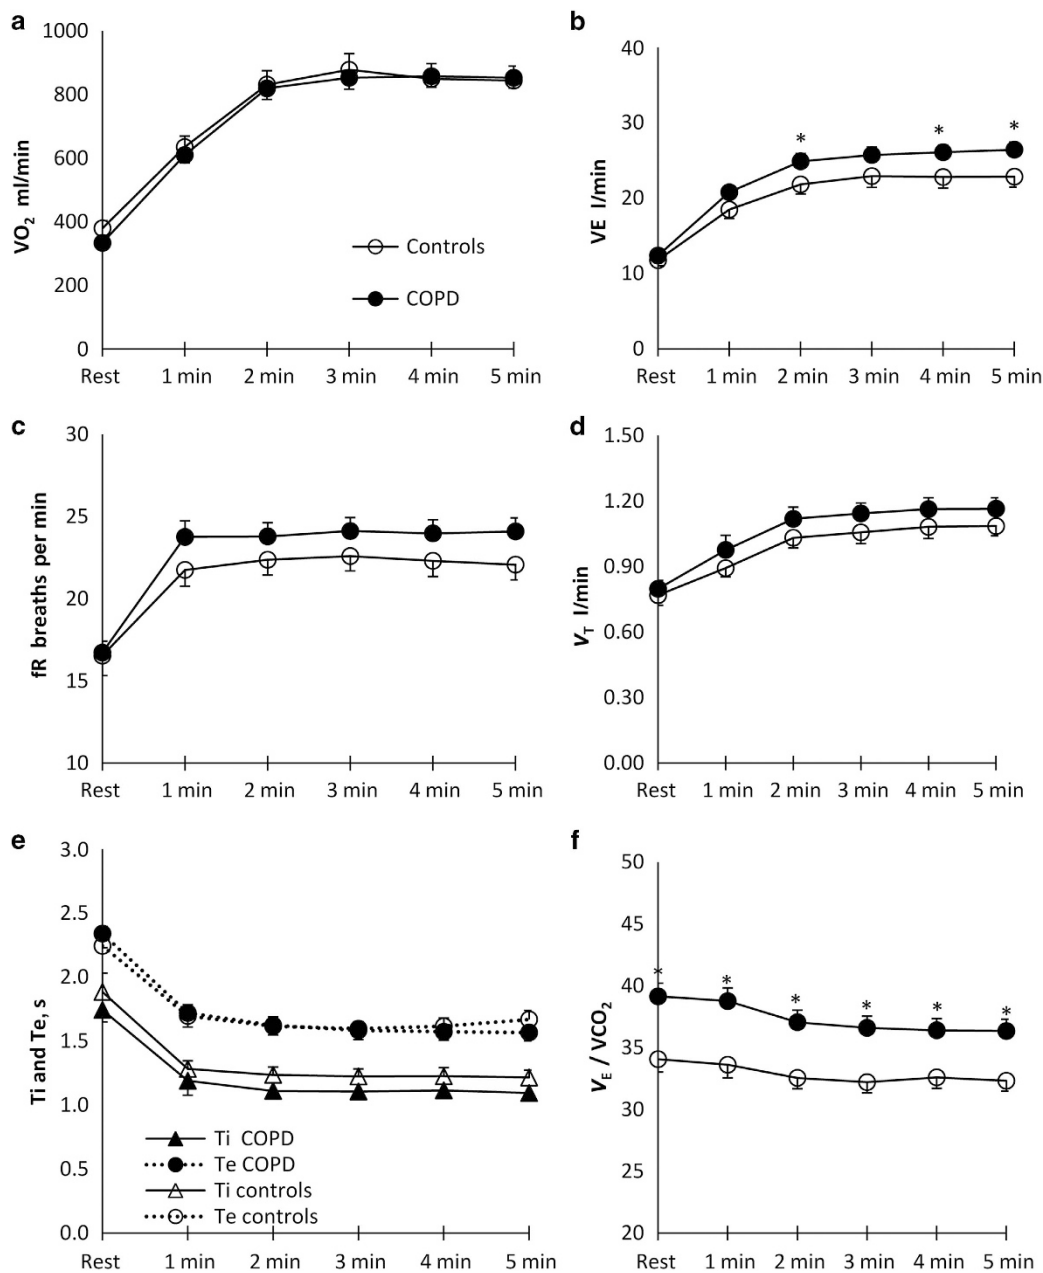 a
1000
800
600
400
200
0
VO2 ml/min
Controls
COPD
Rest 1 min 2 min 3 min 4 min 5 min
b
40
30
20
10
0
VE l/min
* * *
Rest 1 min 2 min 3 min 4 min 5 min
c
30
25
20
15
10
fR breaths per min
Rest 1 min 2 min 3 min 4 min 5 min
d
1.50
1.20
0.90
0.60
0.30
0.00
VT l/min
Rest 1 min 2 min 3 min 4 min 5 min
e
3.0
2.5
2.0
1.5
1.0
0.5
0.0
Ti and Te, s
Ti COPD
Te COPD
Ti controls
Te controls
Rest 1 min 2 min 3 min 4 min 5 min
f
50
45
40
35
30
25
20
VE / VCO2
* * * * * *
Rest 1 min 2 min 3 min 4 min 5 min